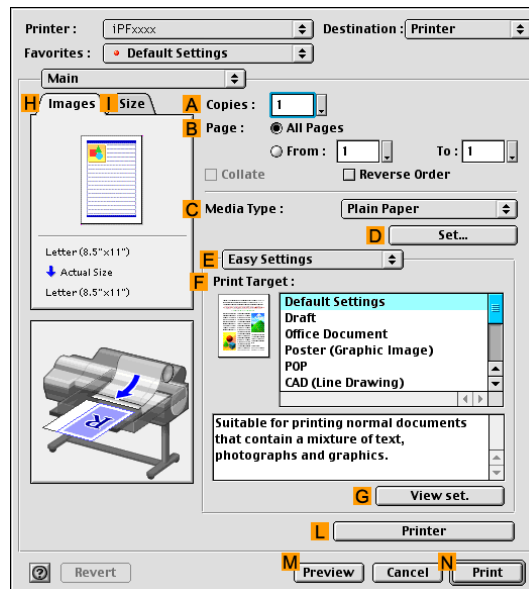 Printer : iPFxxxx Destination : Printer
Favorites : Default Settings
Main
H Images I Size
A Copies : 1
B Page : All Pages
From : 1 To : 1
Collate Reverse Order
C Media Type : Plain Paper
D Set...
Letter (8.5"x11")
Actual Size
Letter (8.5"x11")
E Easy Settings
F Print Target :
Default Settings
Draft
Office Document
Poster (Graphic Image)
POP
CAD (Line Drawing)
R
Suitable for printing normal documents
that contain a mixture of text,
photographs and graphics.
G View set.
L Printer
? Revert M Preview Cancel N Print